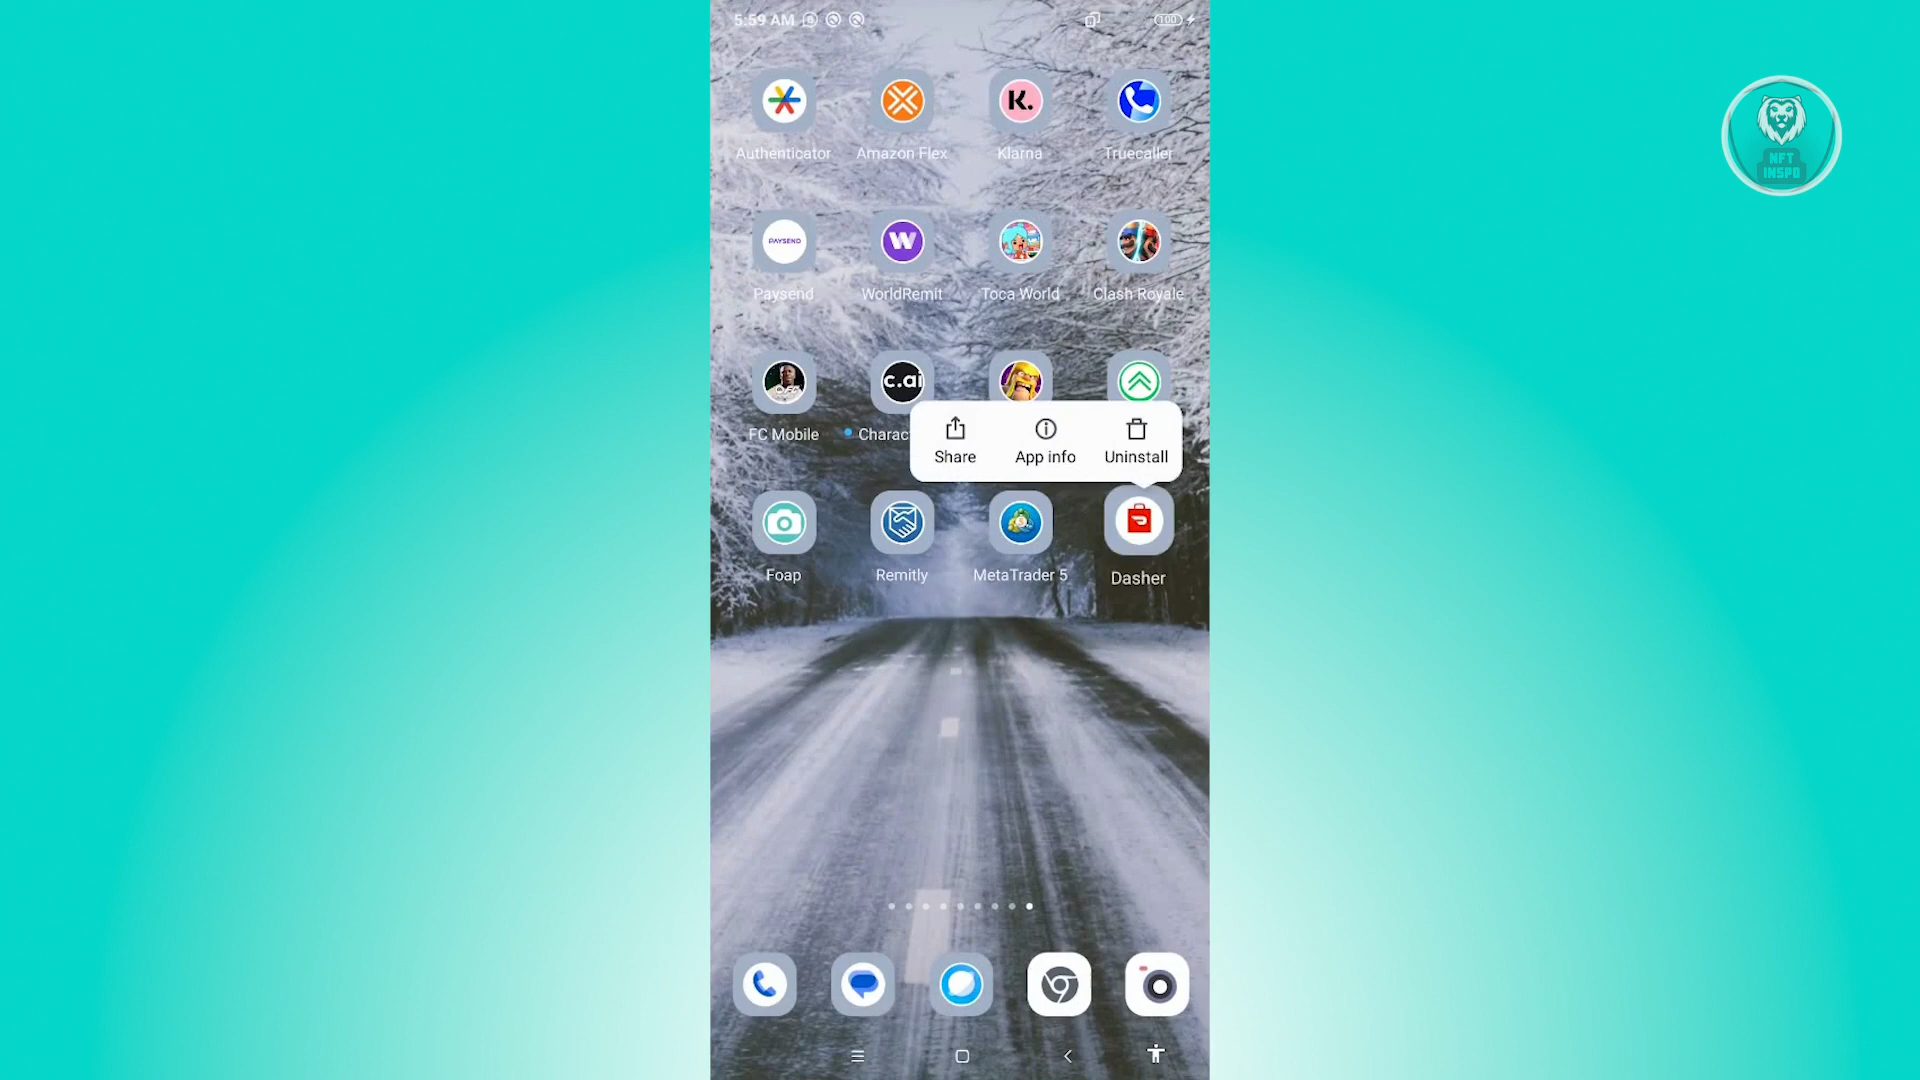 5:59 AM
100
Authenticator
Amazon Flex
K.
Klarna
Truecaller
NFT
INSPO
PAYSEND
Paysend
W
WorldRemit
Toca World
Clash Royale
c.ai
FC Mobile
Charac
Share
App info
Uninstall
Foap
Remitly
MetaTrader 5
Dasher